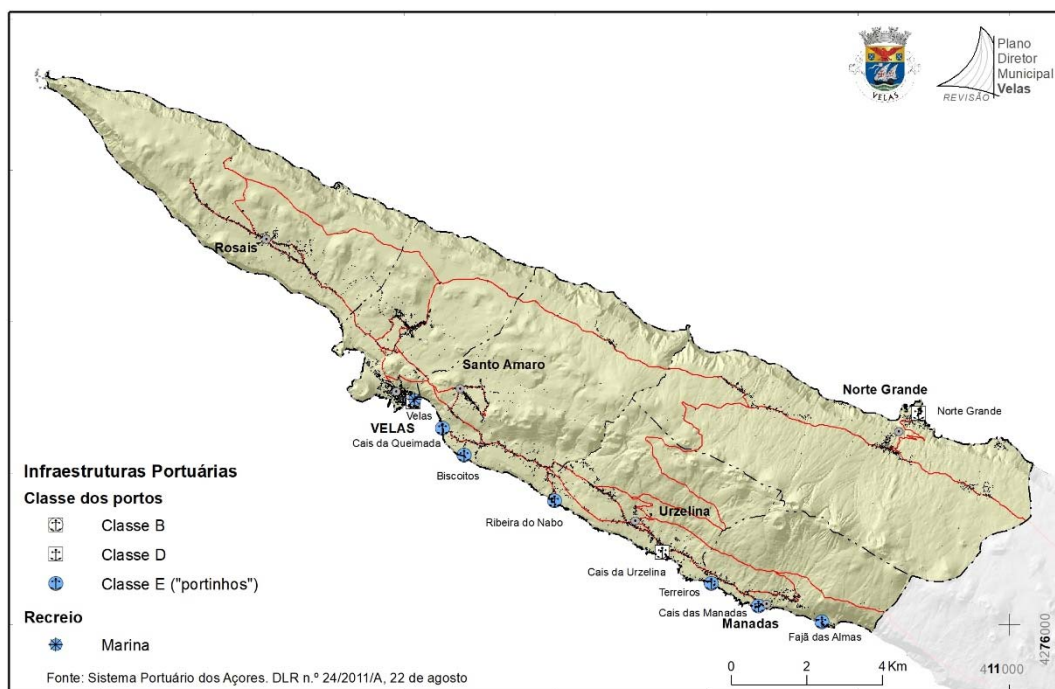 VELAS
Plano
Diretor
Municipal
Velas
REVISÃO
Rosais
Santo Amaro
Norte Grande
Norte Grande
Velas
VELAS
Cais da Queimada
Biscoitos
Ribeira do Nabo
Urzelina
Cais da Urzelina
Terreiros
Cais das Manadas
Manadas
Fajã das Almas
Infraestruturas Portuárias
Classe dos portos
Classe B
Classe D
Classe E ("portinhos")
Recreio
Marina
Fonte: Sistema Portuário dos Açores. DLR n.º 24/2011/A, 22 de agosto
0 2 4 Km
411000
4276000